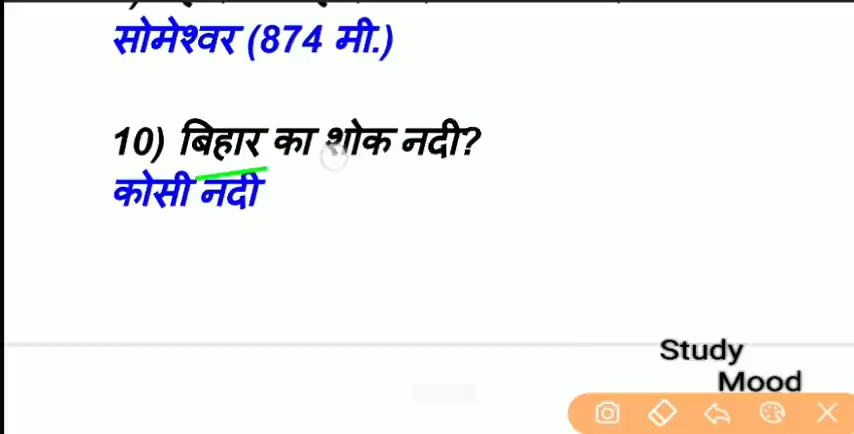 सोमेश्वर (874 मी.)
10) बिहार का शोक नदी?
कोसी नदी
Study
Mood